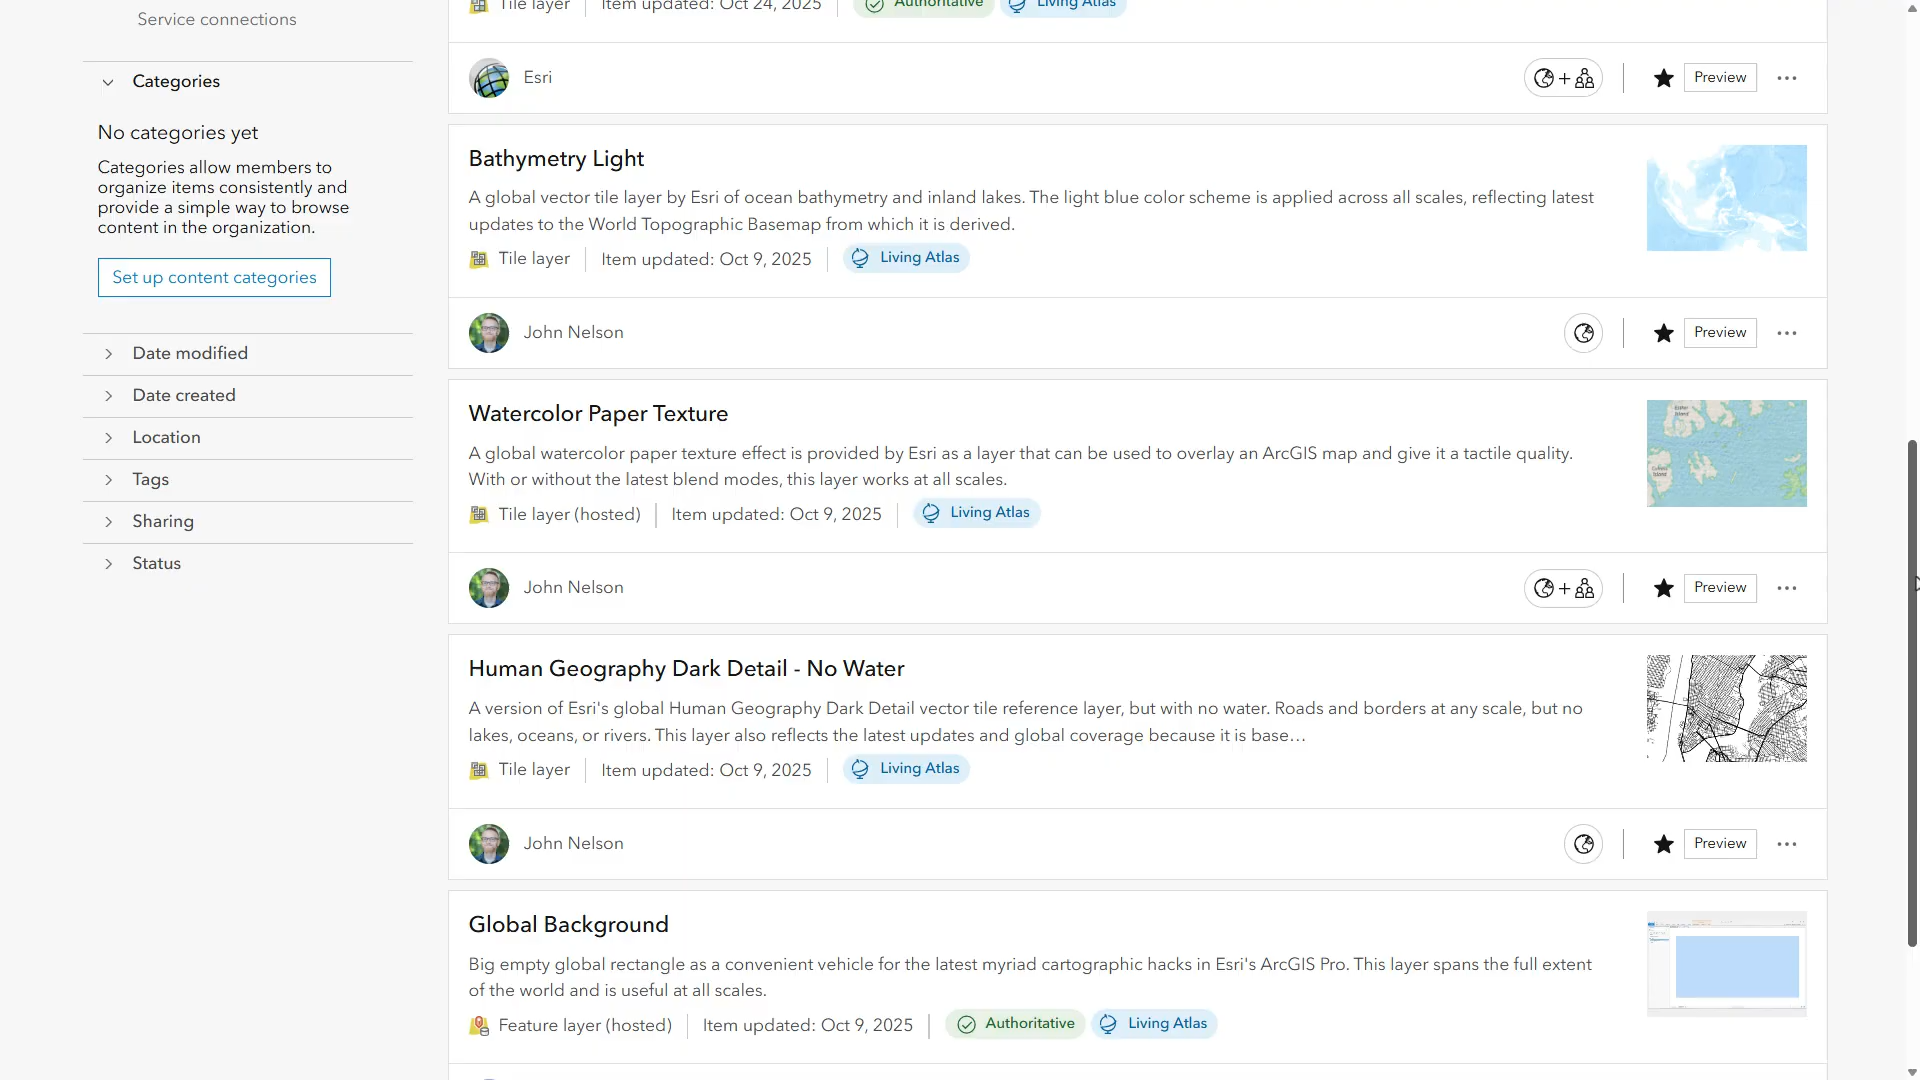 Service connections
Categories
No categories yet
Categories allow members to
organize items consistently and
provide a simple way to browse
content in the organization.
Set up content categories
Date modified
Date created
Location
Tags
Sharing
Status
Tile layer
Item updated: Oct 24, 2025
Authoritative
Living Atlas
Esri
Preview
Bathymetry Light
A global vector tile layer by Esri of ocean bathymetry and inland lakes. The light blue color scheme is applied across all scales, reflecting latest
updates to the World Topographic Basemap from which it is derived.
Tile layer
Item updated: Oct 9, 2025
Living Atlas
John Nelson
Preview
Watercolor Paper Texture
A global watercolor paper texture effect is provided by Esri as a layer that can be used to overlay an ArcGIS map and give it a tactile quality.
With or without the latest blend modes, this layer works at all scales.
Tile layer (hosted)
Item updated: Oct 9, 2025
Living Atlas
John Nelson
Preview
Human Geography Dark Detail - No Water
A version of Esri's global Human Geography Dark Detail vector tile reference layer, but with no water. Roads and borders at any scale, but no
lakes, oceans, or rivers. This layer also reflects the latest updates and global coverage because it is base…
Tile layer
Item updated: Oct 9, 2025
Living Atlas
John Nelson
Preview
Global Background
Big empty global rectangle as a convenient vehicle for the latest myriad cartographic hacks in Esri's ArcGIS Pro. This layer spans the full extent
of the world and is useful at all scales.
Feature layer (hosted)
Item updated: Oct 9, 2025
Authoritative
Living Atlas